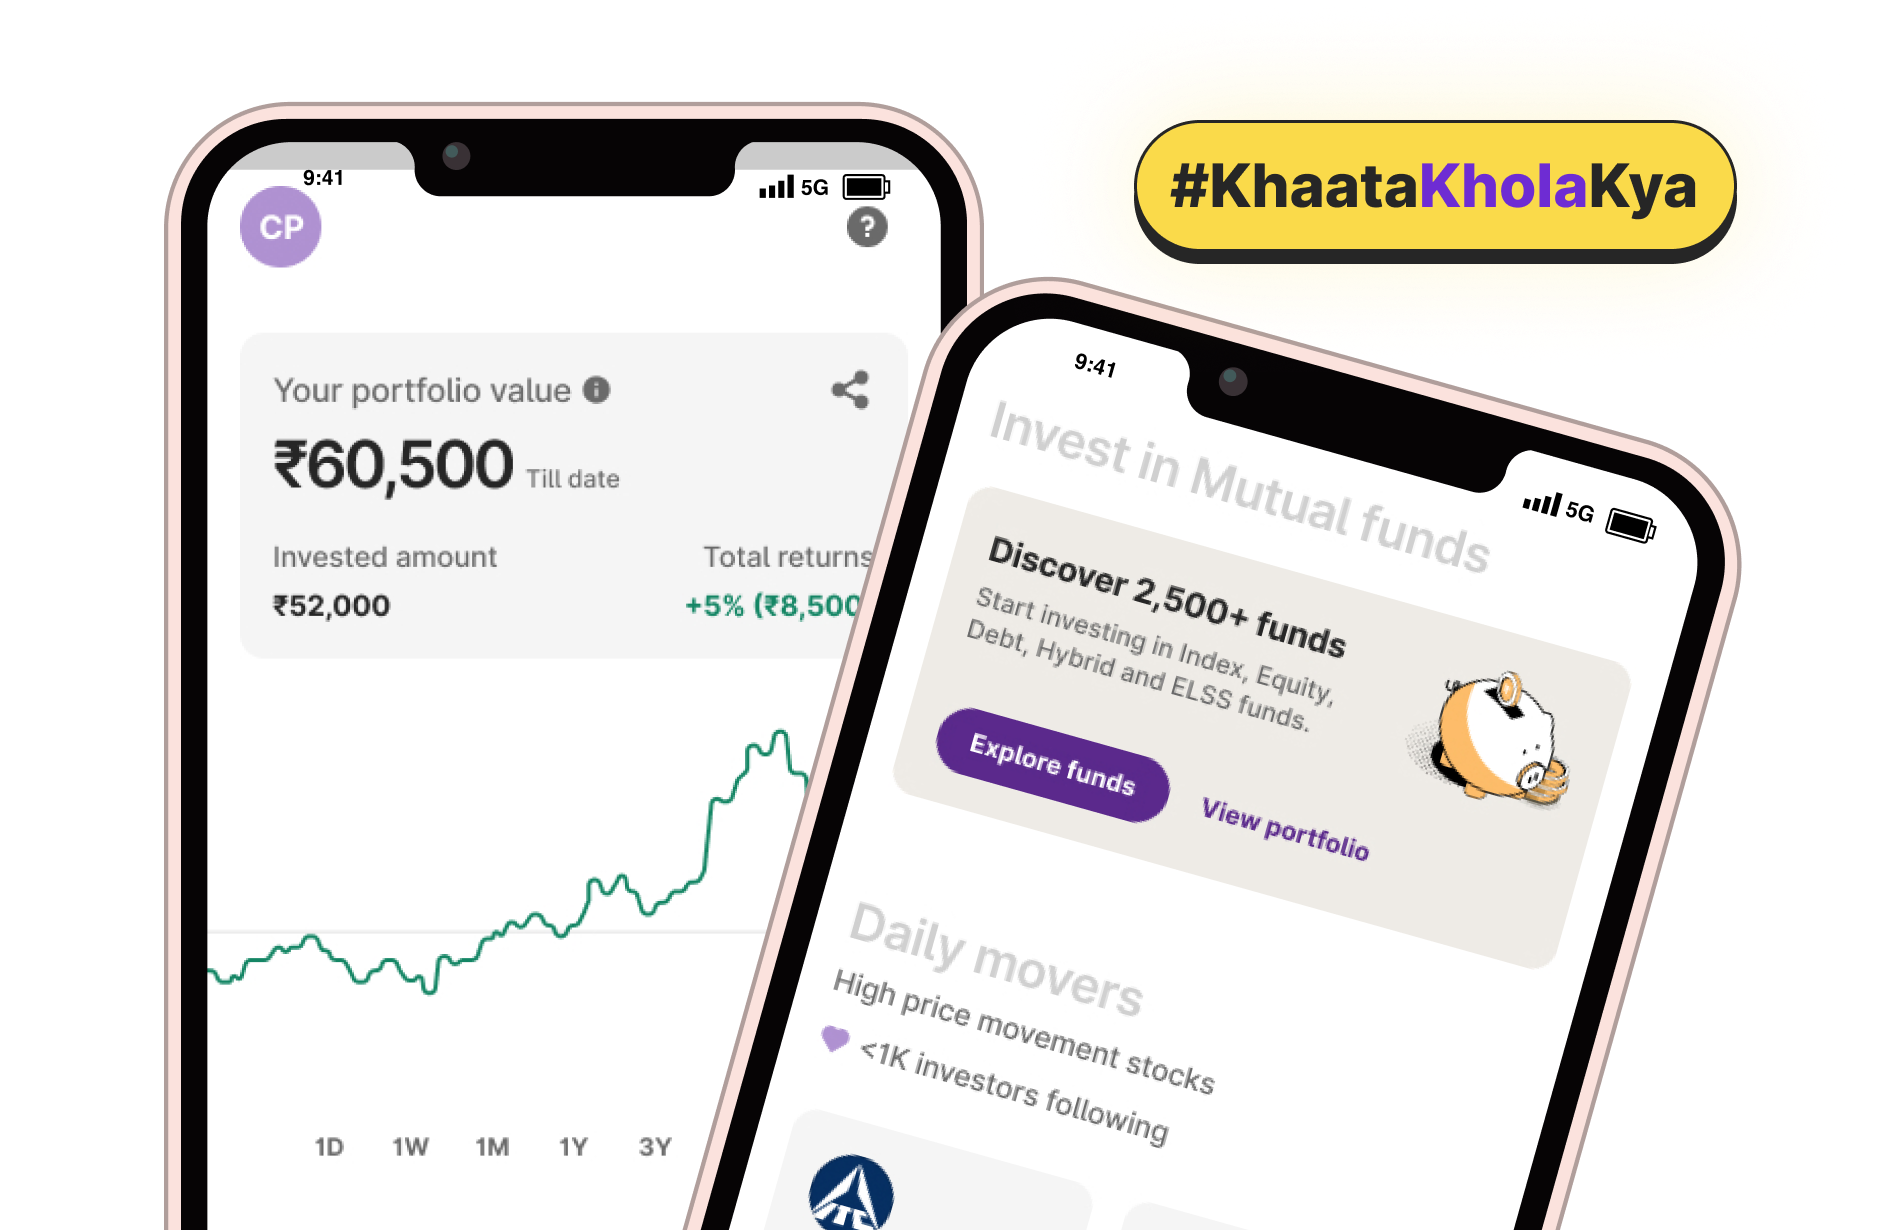 #KhaataKholaKya
9:41
5G
CP
?
Your portfolio value
₹60,500 Till date
Invested amount Total returns
₹52,000 +5% (₹8,500
1D 1W 1M 1Y 3Y
9:41
5G
Invest in Mutual funds
Discover 2,500+ funds
Start investing in Index, Equity,
Debt, Hybrid and ELSS funds.
Explore funds View portfolio
Daily movers
High price movement stocks
<1K investors following
ITC